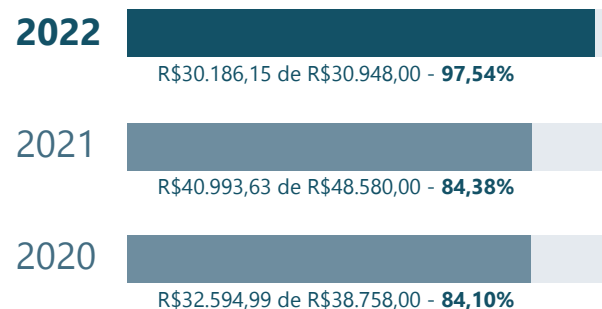 2022
R$30.186,15 de R$30.948,00 - 97,54%
2021
R$40.993,63 de R$48.580,00 - 84,38%
2020
R$32.594,99 de R$38.758,00 - 84,10%